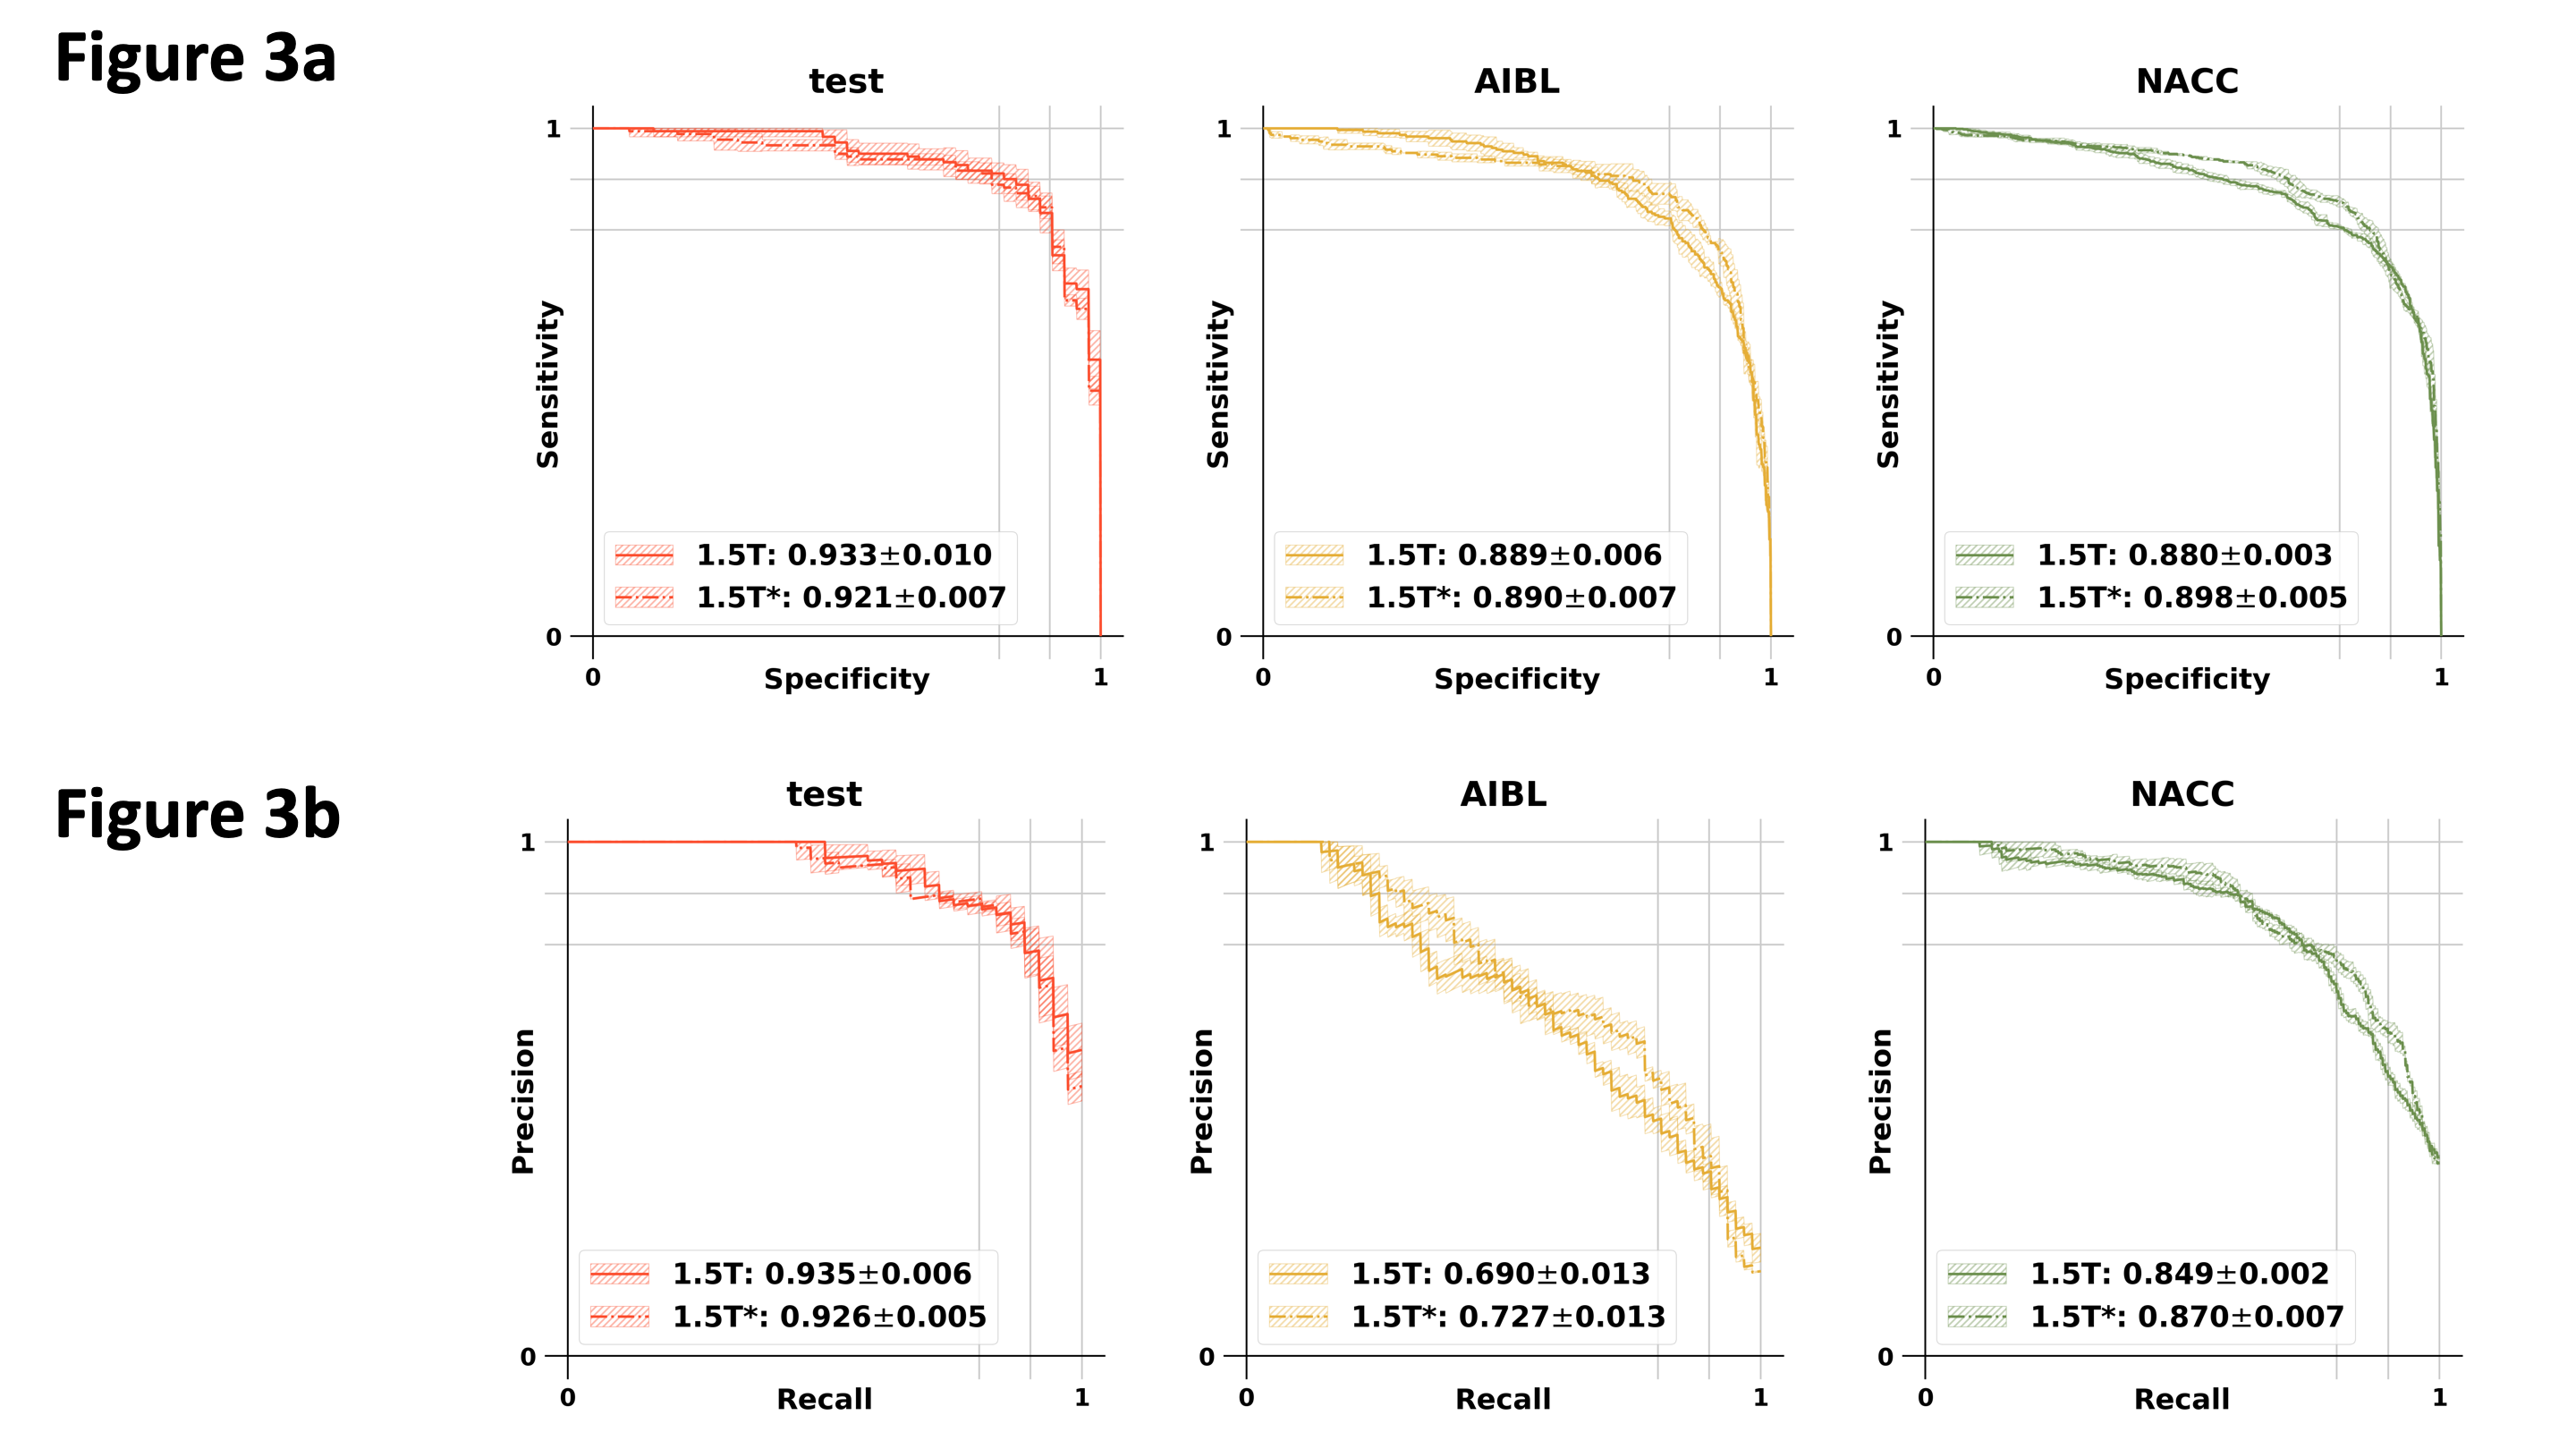 Figure 3a
test
1
Sensitivity
1.5T: 0.933±0.010
1.5T*: 0.921±0.007
0
0
Specificity
1
AIBL
1
Sensitivity
1.5T: 0.889±0.006
1.5T*: 0.890±0.007
0
0
Specificity
1
NACC
1
Sensitivity
1.5T: 0.880±0.003
1.5T*: 0.898±0.005
0
0
Specificity
1
Figure 3b
test
1
Precision
1.5T: 0.935±0.006
1.5T*: 0.926±0.005
0
0
Recall
1
AIBL
1
Precision
1.5T: 0.690±0.013
1.5T*: 0.727±0.013
0
0
Recall
1
NACC
1
Precision
1.5T: 0.849±0.002
1.5T*: 0.870±0.007
0
0
Recall
1